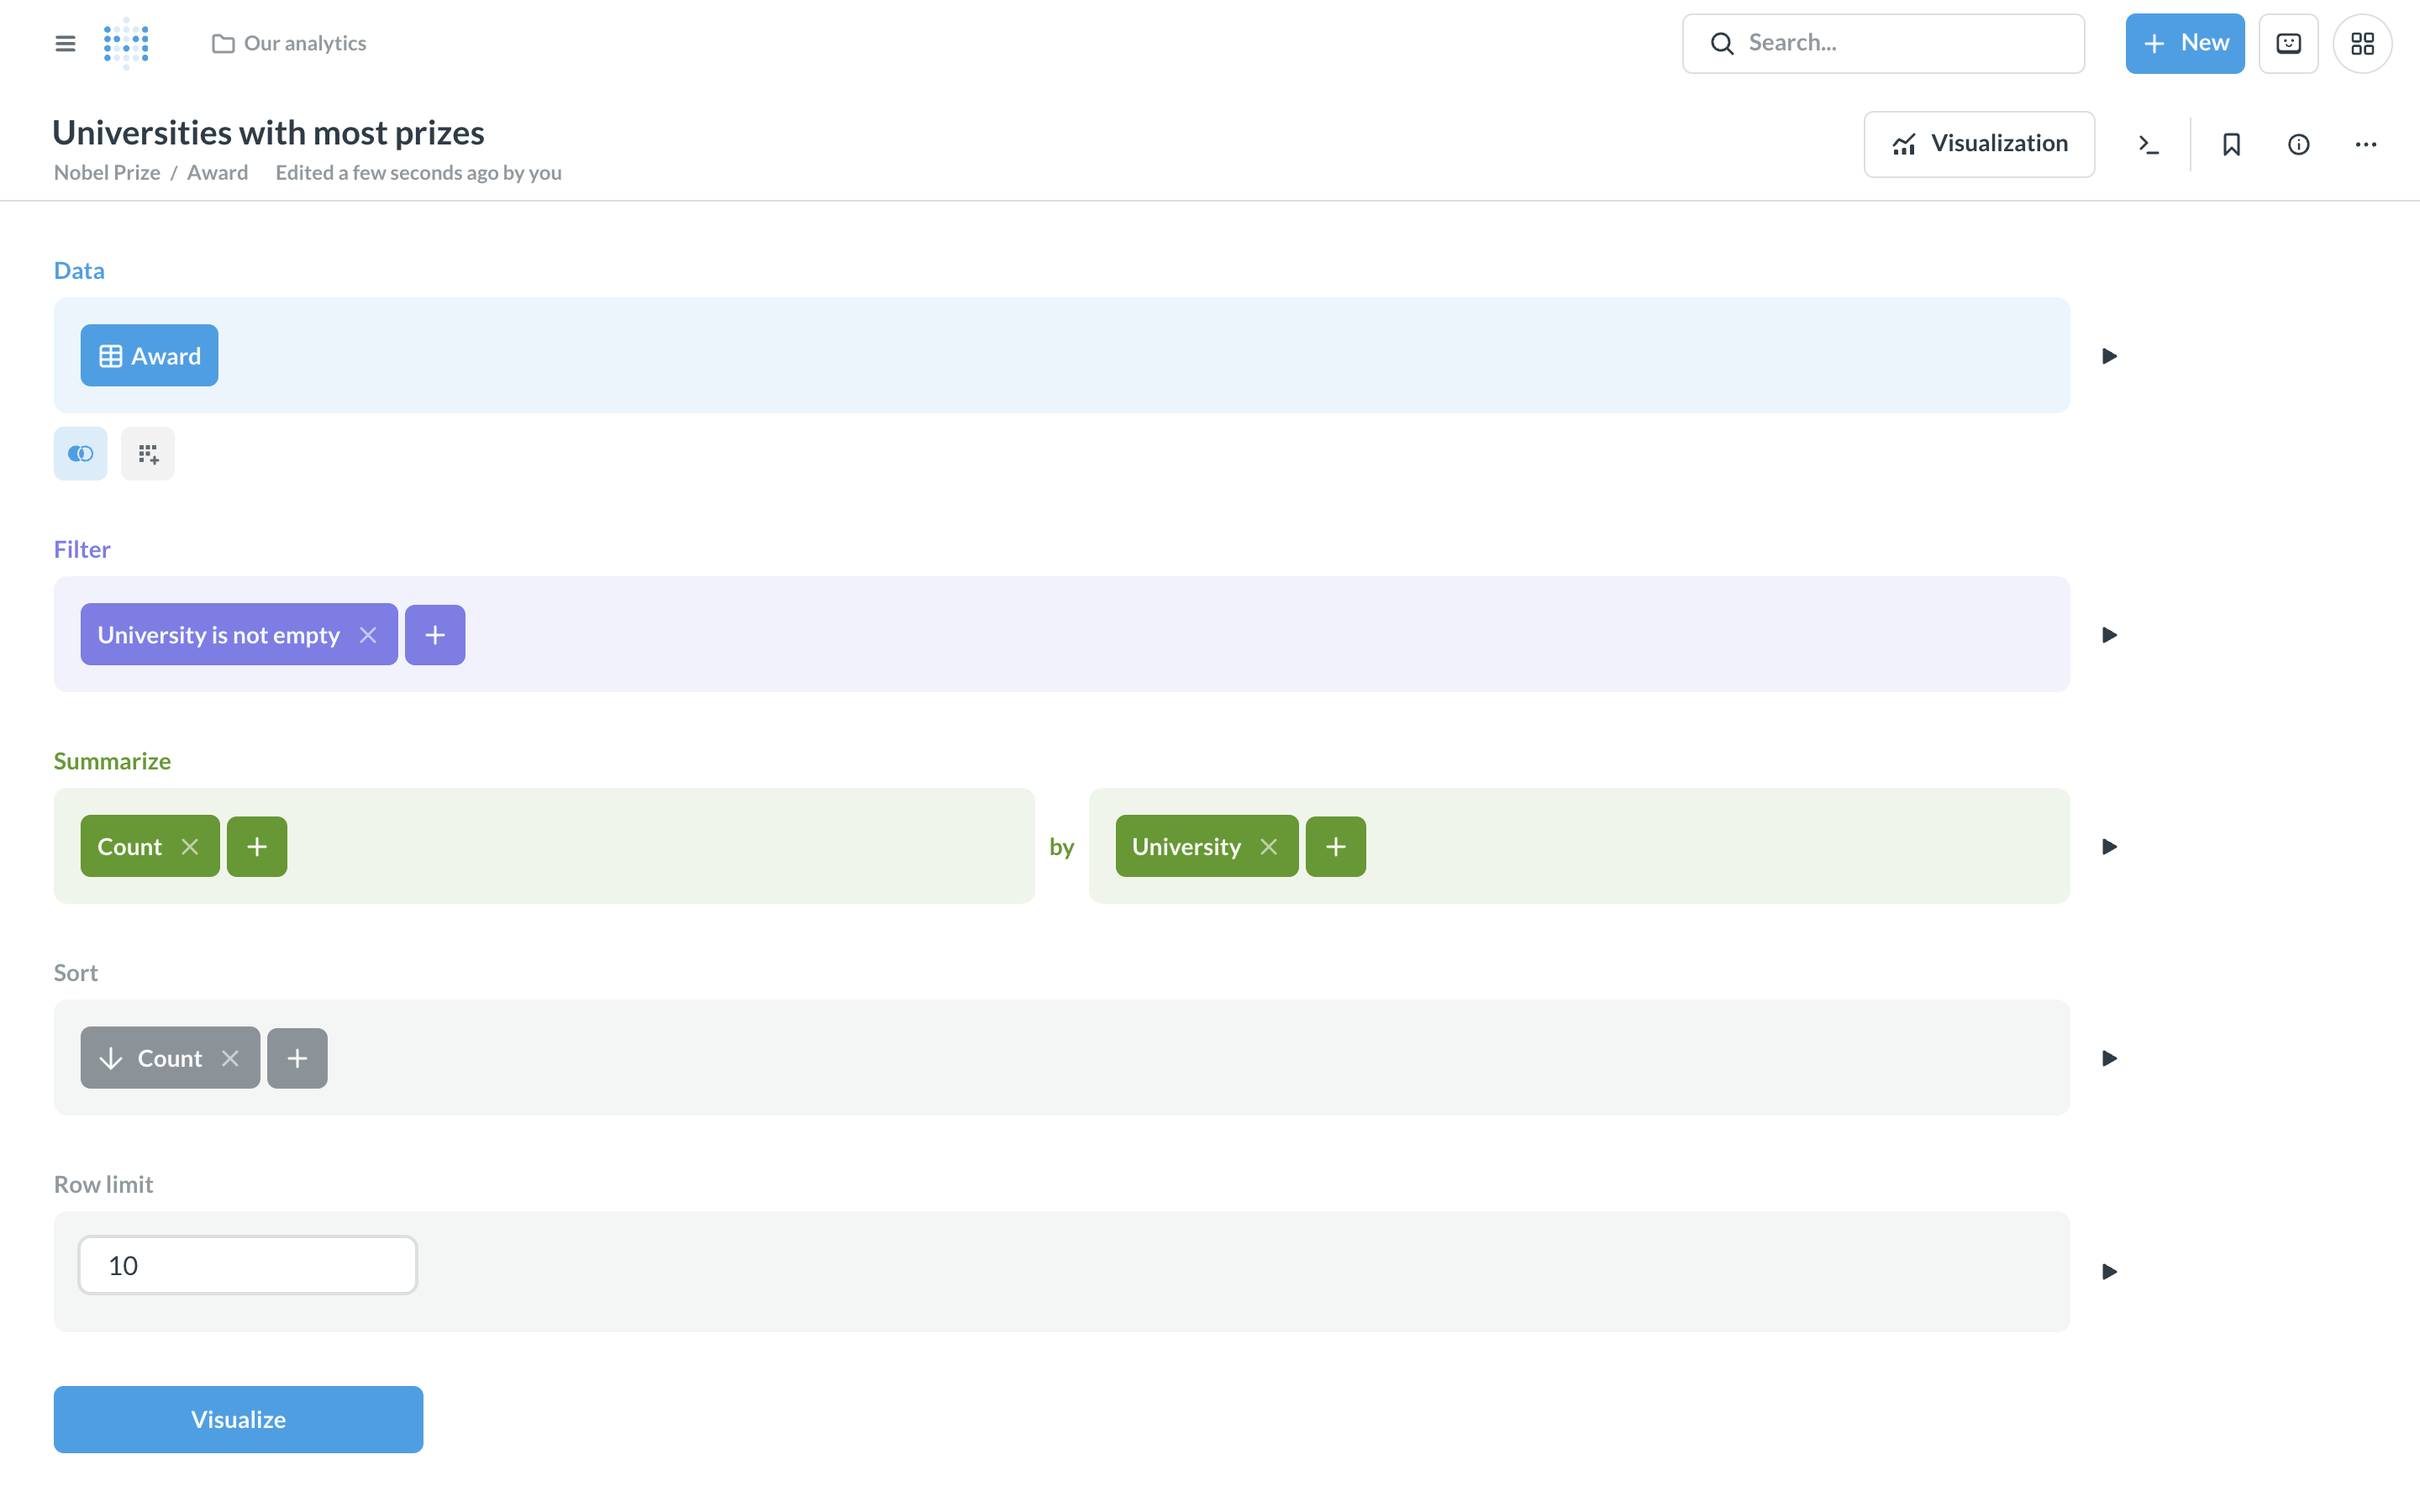 Our analytics
Search...
New
Universities with most prizes
Nobel Prize / Award Edited a few seconds ago by you
Visualization
Data
Award
Filter
University is not empty
Summarize
Count by University
Sort
Count
Row limit
10
Visualize